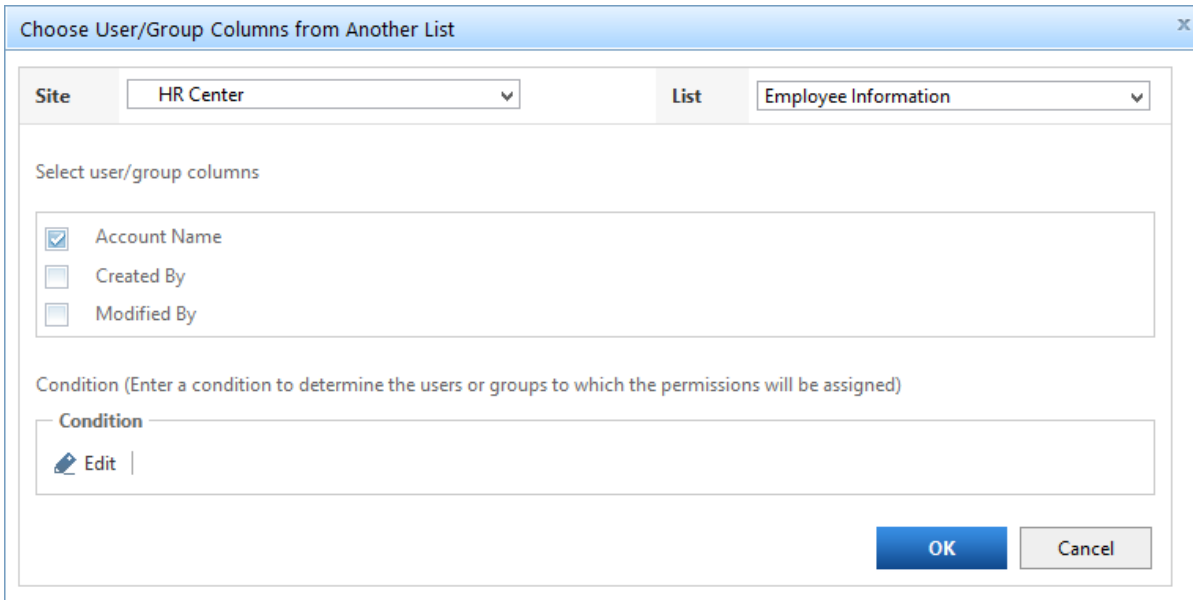 Choose User/Group Columns from Another List
x
Site HR Center List Employee Information
Select user/group columns
Account Name
Created By
Modified By
Condition (Enter a condition to determine the users or groups to which the permissions will be assigned)
Condition
Edit
OK Cancel